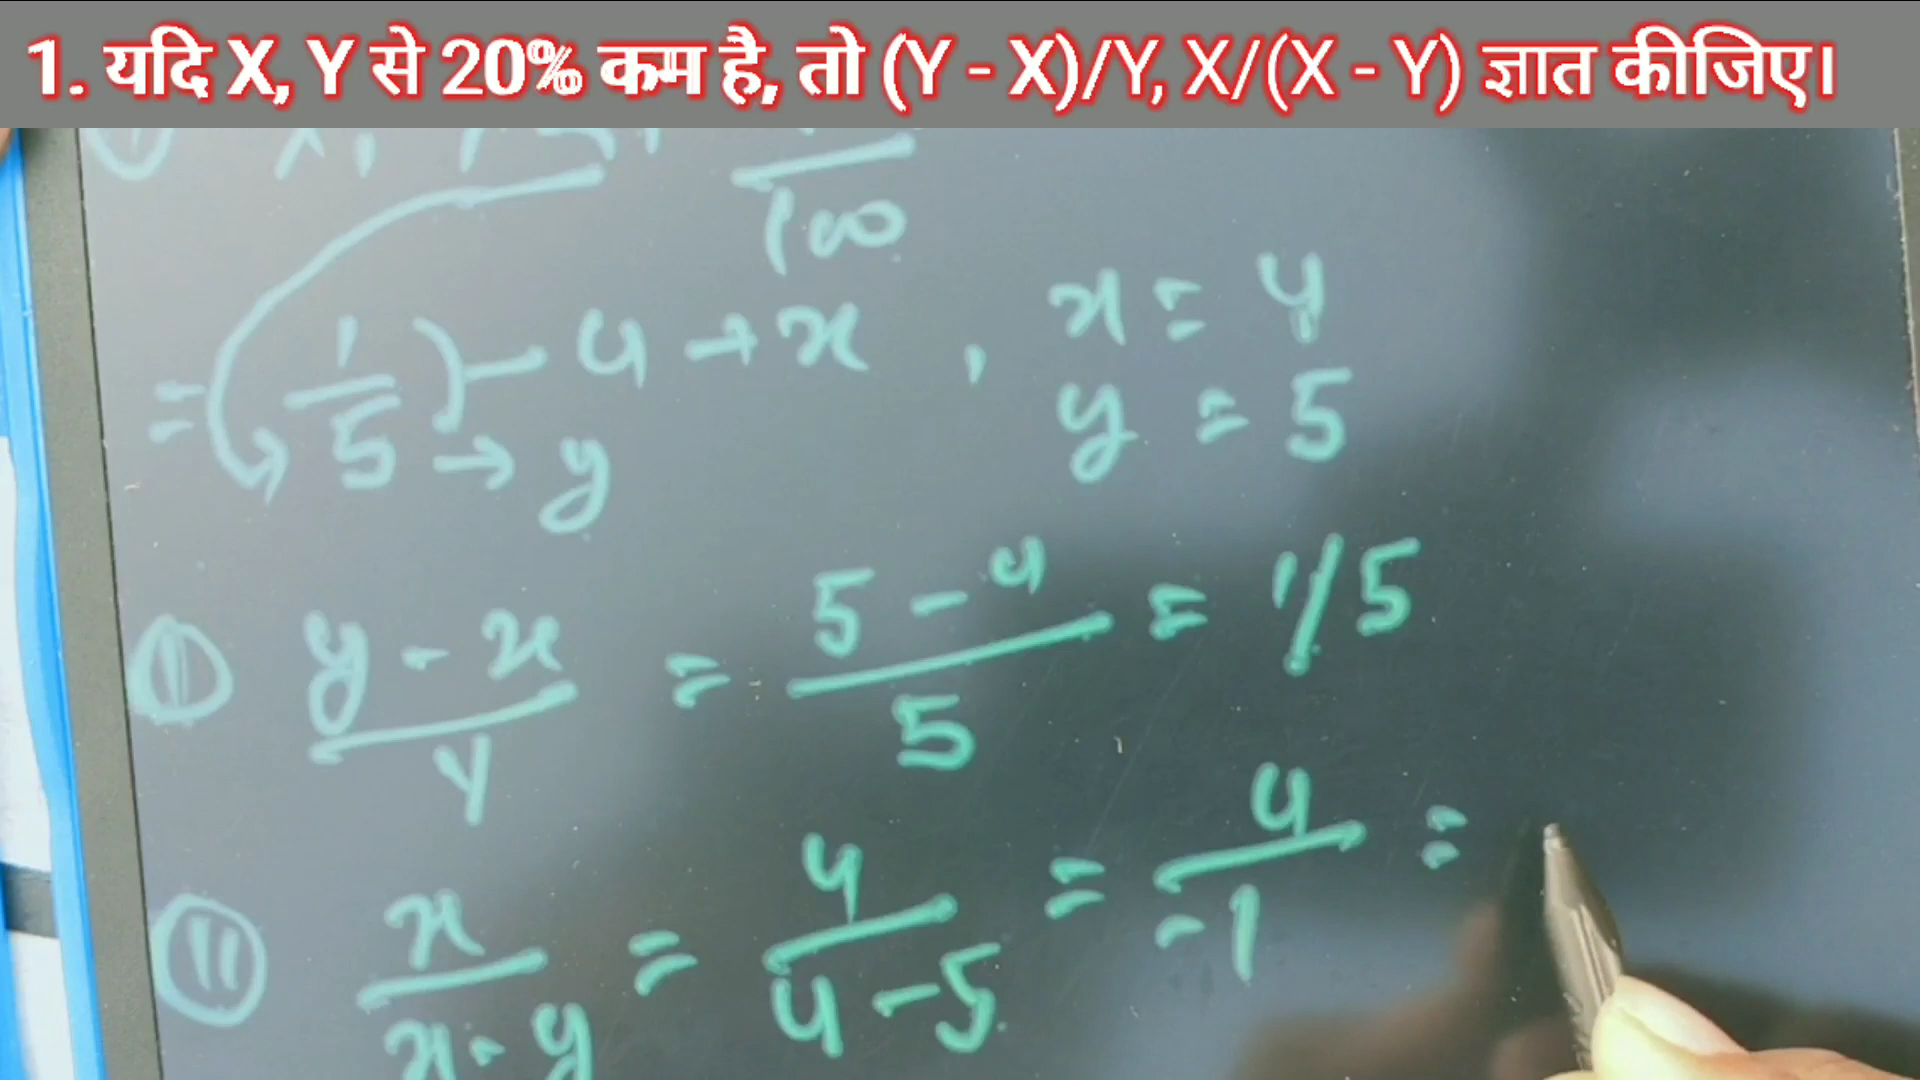 1. यदि X, Y से 20% कम है, तो (Y - X)/Y, X/(X - Y) ज्ञात कीजिए।
100
= (1/5) - 4 → x , x = 4
5 → y y = 5
(I) y - x / y = 5 - 4 / 5 = 1/5
(II) x / x - y = 4 / 4 - 5 = 4 / -1 =